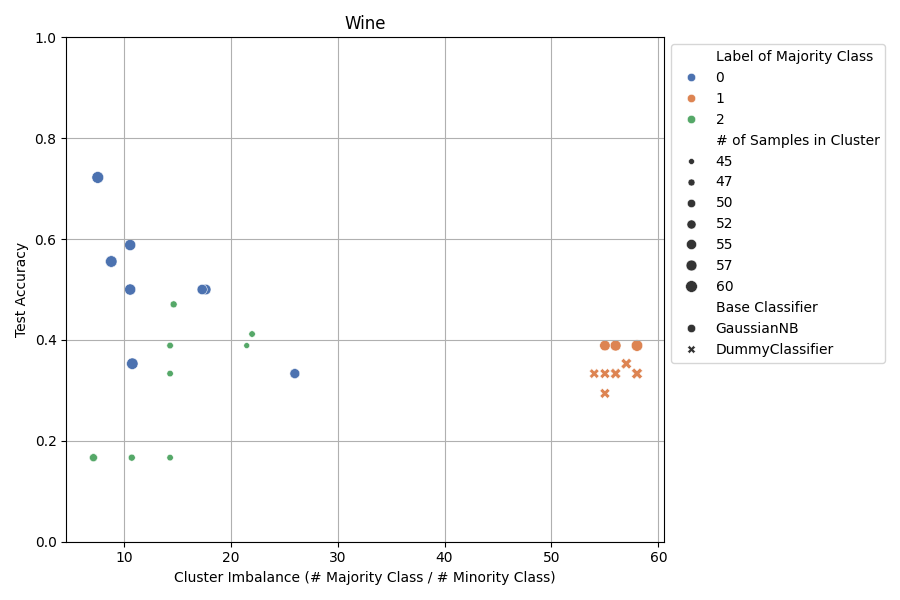 Wine
1.0
0.8
0.6
0.4
0.2
0.0
Test Accuracy
10
20
30
40
50
60
Cluster Imbalance (# Majority Class / # Minority Class)
Label of Majority Class
0
1
2
# of Samples in Cluster
45
47
50
52
55
57
60
Base Classifier
GaussianNB
DummyClassifier